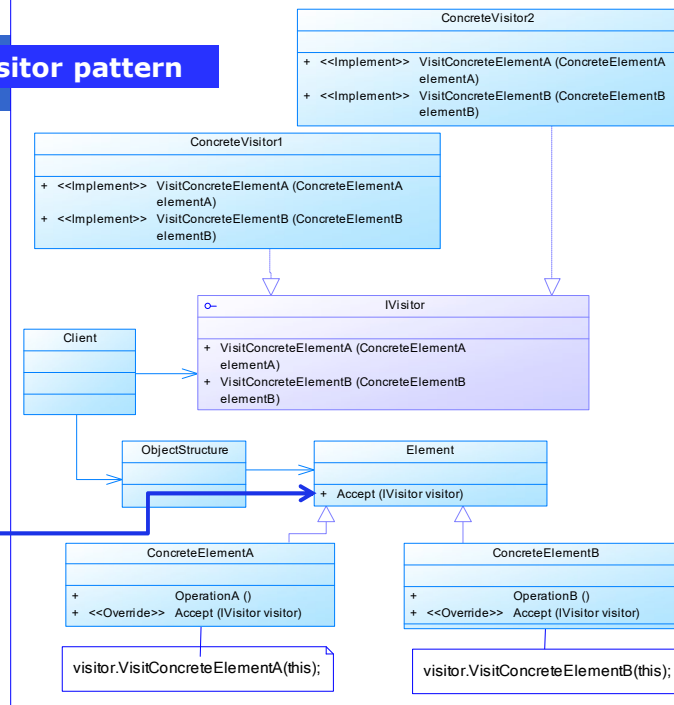 ConcreteVisitor2
+ <<Implement>> VisitConcreteElementA (ConcreteElementA
elementA)
+ <<Implement>> VisitConcreteElementB (ConcreteElementB
elementB)
sitor pattern
ConcreteVisitor1
+ <<Implement>> VisitConcreteElementA (ConcreteElementA
elementA)
+ <<Implement>> VisitConcreteElementB (ConcreteElementB
elementB)
IVisitor
+ VisitConcreteElementA (ConcreteElementA
elementA)
+ VisitConcreteElementB (ConcreteElementB
elementB)
Client
ObjectStructure
Element
+ Accept (IVisitor visitor)
ConcreteElementA
+ OperationA ()
+ <<Override>> Accept (IVisitor visitor)
ConcreteElementB
+ OperationB ()
+ <<Override>> Accept (IVisitor visitor)
visitor.VisitConcreteElementA(this);
visitor.VisitConcreteElementB(this);